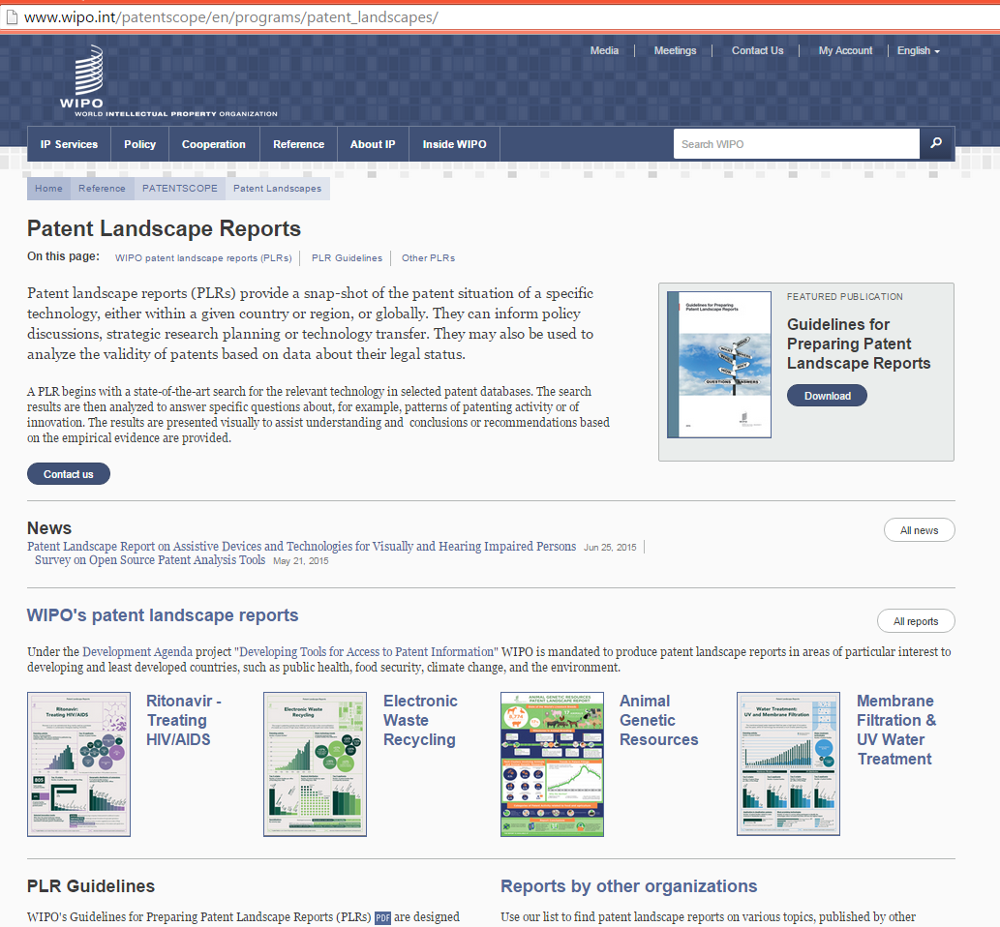 www.wipo.int/patentscope/en/programs/patent_landscapes/
Media
Meetings
Contact Us
My Account
English
WIPO
WORLD INTELLECTUAL PROPERTY ORGANIZATION
IP Services
Policy
Cooperation
Reference
About IP
Inside WIPO
Search WIPO
Home
Reference
PATENTSCOPE
Patent Landscapes
Patent Landscape Reports
On this page:
WIPO patent landscape reports (PLRs)
PLR Guidelines
Other PLRs
Patent landscape reports (PLRs) provide a snap-shot of the patent situation of a specific
technology, either within a given country or region, or globally. They can inform policy
discussions, strategic research planning or technology transfer. They may also be used to
analyze the validity of patents based on data about their legal status.
A PLR begins with a state-of-the-art search for the relevant technology in selected patent databases. The search
results are then analyzed to answer specific questions about, for example, patterns of patenting activity or of
innovation. The results are presented visually to assist understanding and conclusions or recommendations based
on the empirical evidence are provided.
Contact us
Guidelines for Preparing
Patent Landscape Reports
QUESTIONS ANSWERS
FEATURED PUBLICATION
Guidelines for
Preparing Patent
Landscape Reports
Download
News
All news
Patent Landscape Report on Assistive Devices and Technologies for Visually and Hearing Impaired Persons Jun 25, 2015
Survey on Open Source Patent Analysis Tools May 21, 2015
WIPO's patent landscape reports
All reports
Under the Development Agenda project "Developing Tools for Access to Patent Information" WIPO is mandated to produce patent landscape reports in areas of particular interest to
developing and least developed countries, such as public health, food security, climate change, and the environment.
Ritonavir:
Treating HIV/AIDS
Ritonavir -
Treating
HIV/AIDS
Electronic Waste
Recycling
Electronic
Waste
Recycling
ANIMAL GENETIC RESOURCES
PATENT LANDSCAPE REPORT
Animal
Genetic
Resources
Water Treatment:
UV and Membrane Filtration
Membrane
Filtration &
UV Water
Treatment
PLR Guidelines
WIPO's Guidelines for Preparing Patent Landscape Reports (PLRs) PDF are designed
Reports by other organizations
Use our list to find patent landscape reports on various topics, published by other